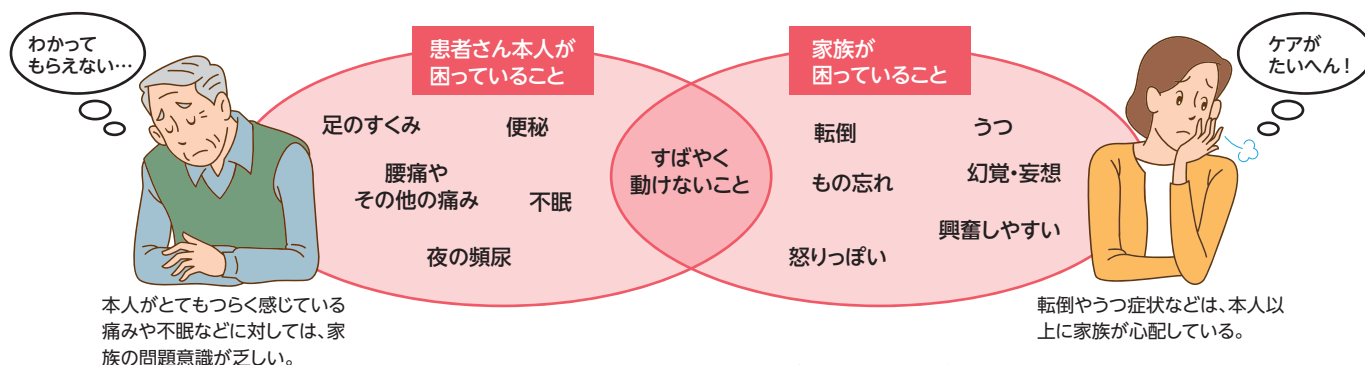 わかって
もらえない…
患者さん本人が
困っていること
家族が
困っていること
ケアが
たいへん！
足のすくみ
便秘
腰痛や
その他の痛み
不眠
夜の頻尿
すばやく
動けないこと
転倒
うつ
もの忘れ
幻覚・妄想
興奮しやすい
怒りっぽい
本人がとてもつらく感じている
痛みや不眠などに対しては、家
族の問題意識が乏しい。
転倒やうつ症状などは、本人以
上に家族が心配している。